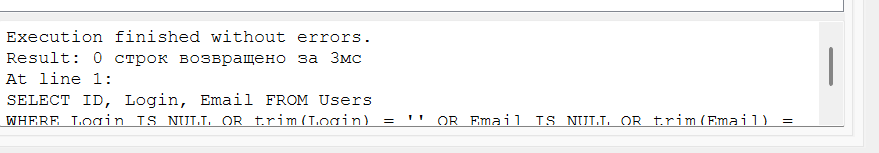 Execution finished without errors.
Result: 0 строк возвращено за 3мс
At line 1:
SELECT ID, Login, Email FROM Users
WHERE Login IS NULL OR trim(Login) = '' OR Email IS NULL OR trim(Email) =